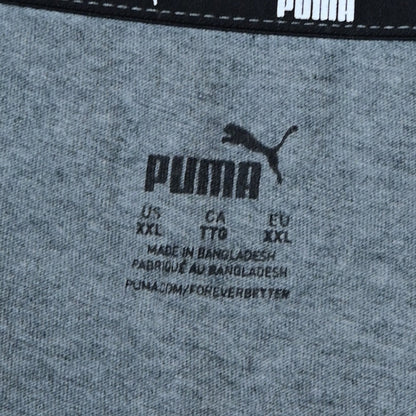 PUMA
PUMA
US CA EU
XXL TTG XXL
MADE IN BANGLADESH
FABRIQUÉ AU BANGLADESH
PUMA.COM/FOREVERBETTER